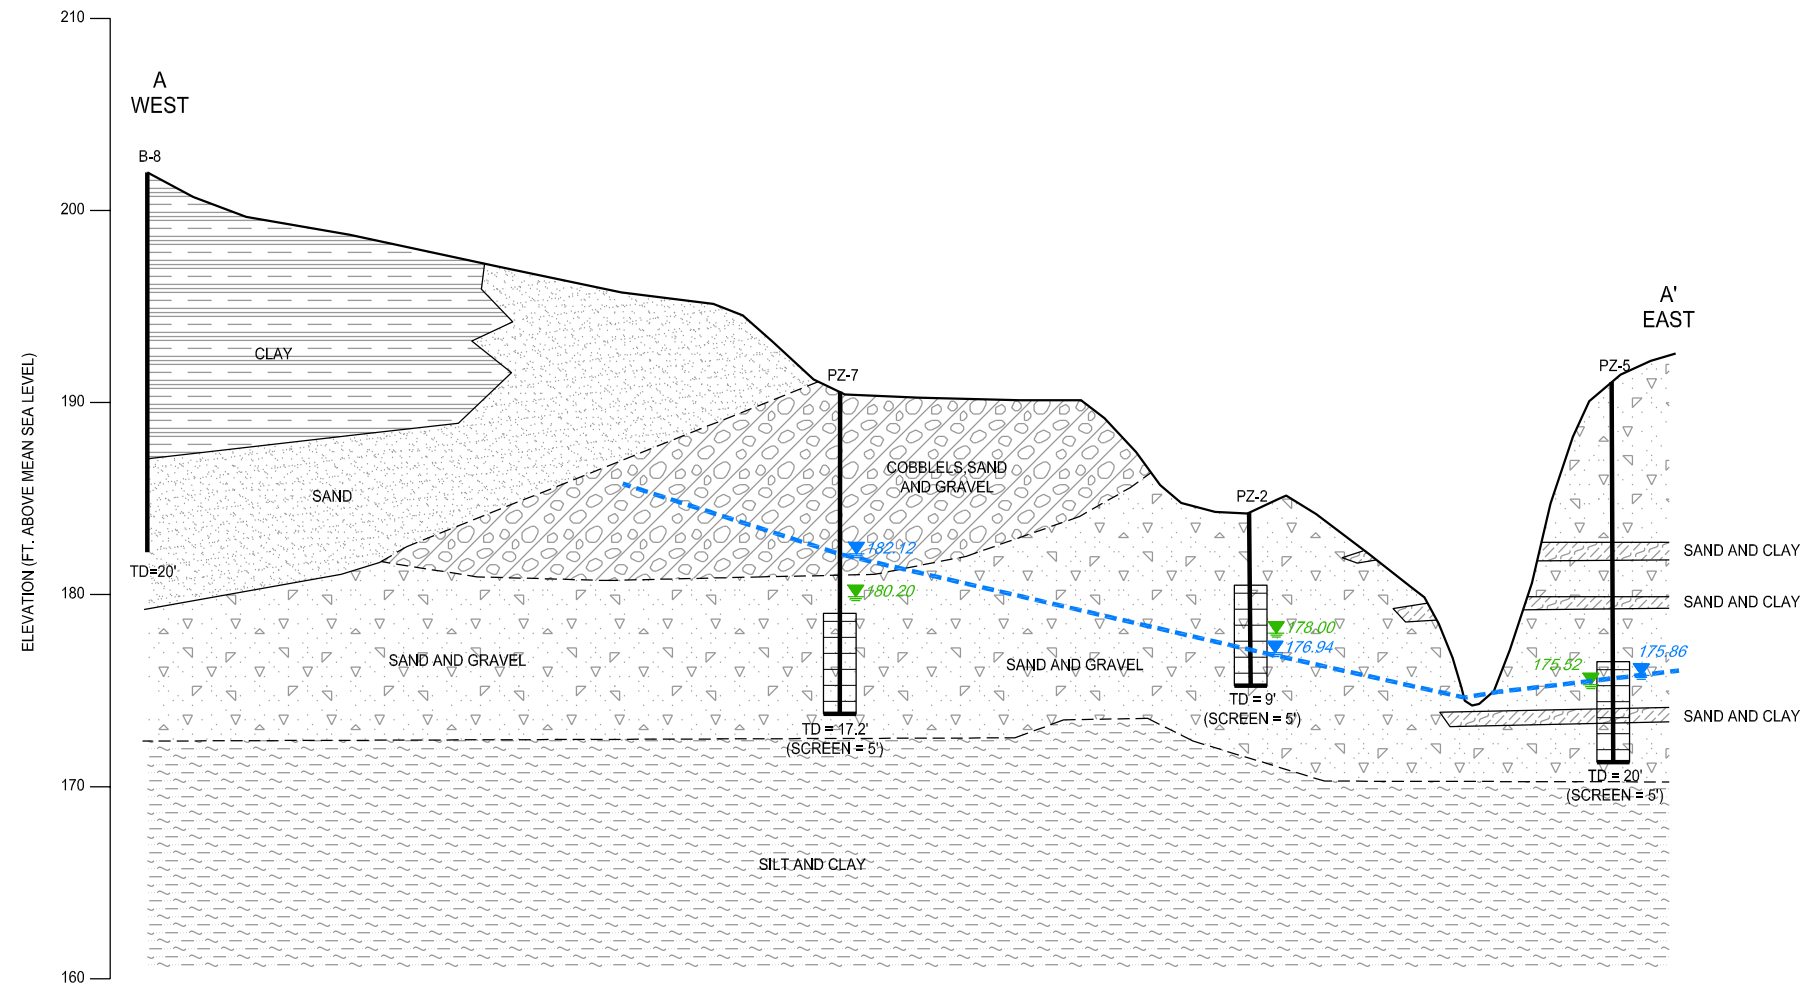 210
A
WEST
B-8
200
A'
EAST
ELEVATION (FT. ABOVE MEAN SEA LEVEL)
CLAY
PZ-5
PZ-7
190
COBBLELS,SAND
AND GRAVEL
SAND
PZ-2
182.12
SAND AND CLAY
TD=20'
180.20
180
SAND AND CLAY
178.00
176.94
175.52
175.86
SAND AND GRAVEL
SAND AND GRAVEL
TD = 9'
(SCREEN = 5')
SAND AND CLAY
TD = 17.2'
(SCREEN = 5')
TD = 20'
(SCREEN = 5')
170
SILT AND CLAY
160